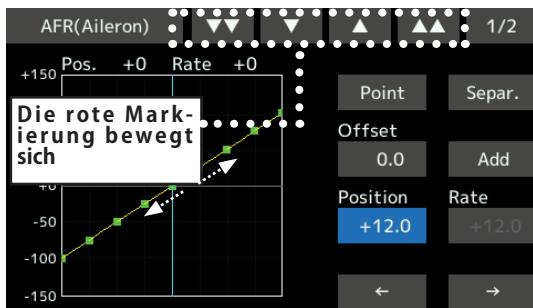 AFR(Aileron) ▼▼ ▼ ▲ ▲▲ 1/2
+150 Pos. +0 Rate +0
Point Separ.
Die rote Mark-
ierung bewegt
sich
Offset
0.0 Add
+0
Position Rate
-50
+12.0 +12.0
-100
-150
← →